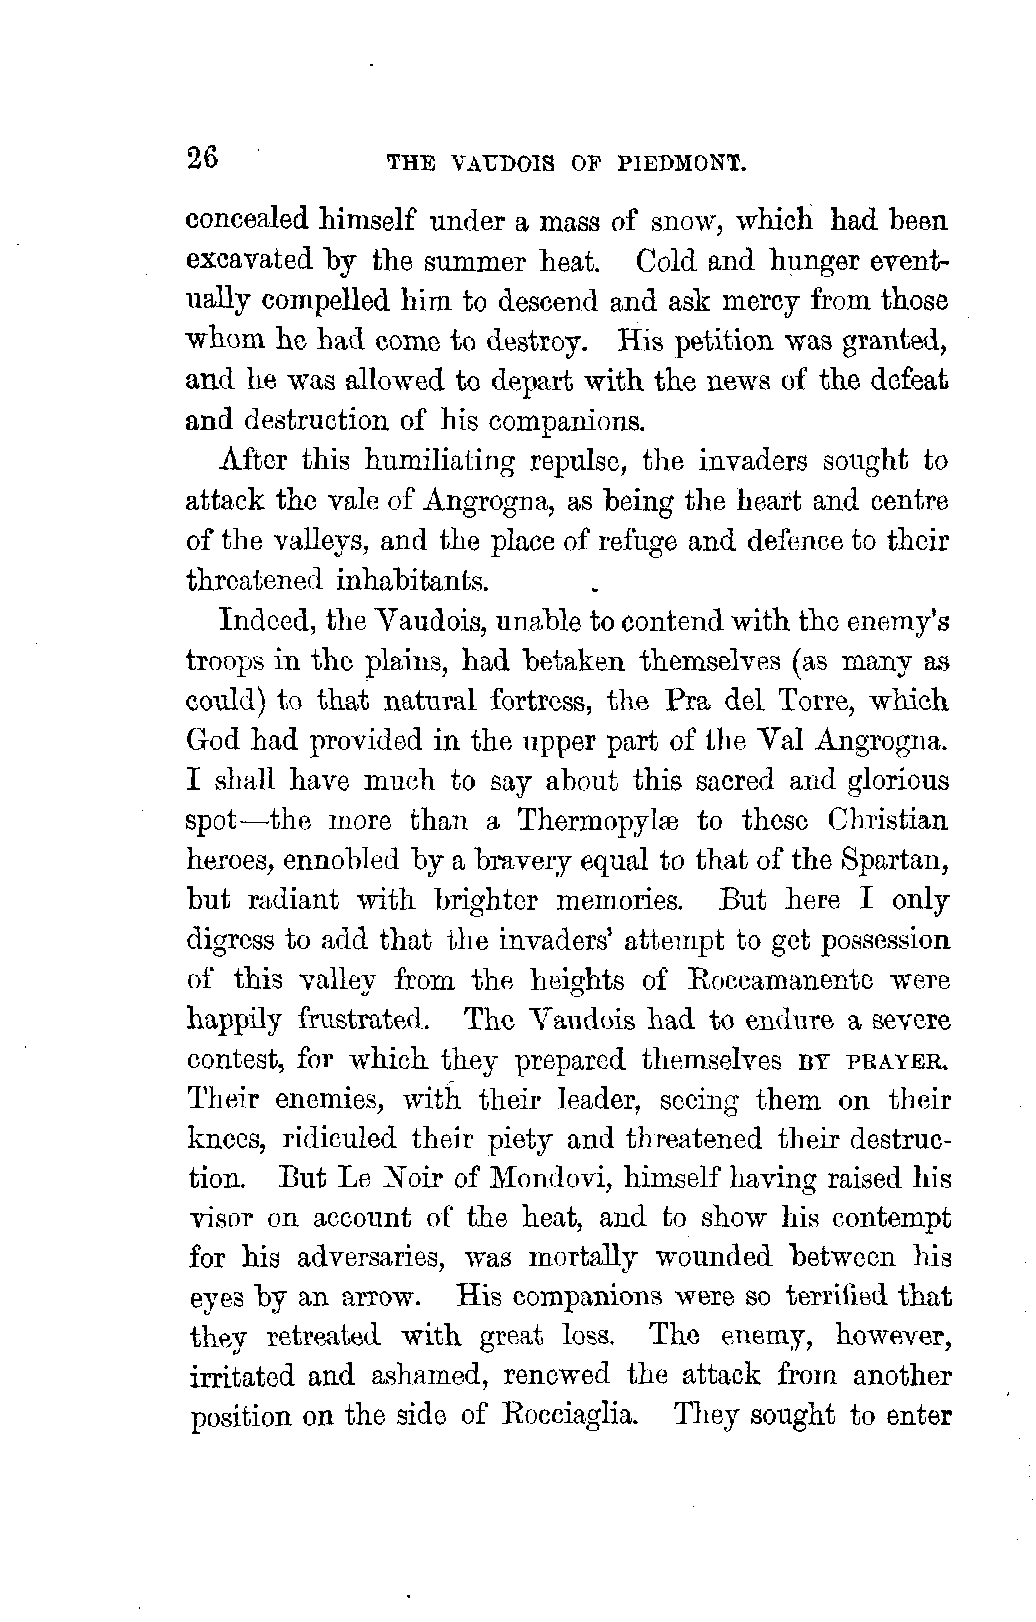 26 THE VAUDOIS OF PIEDMONT.
concealed himself under a mass of snow, which had been
excavated by the summer heat. Cold and hunger event-
ually compelled him to descend and ask mercy from those
whom he had come to destroy. His petition was granted,
and he was allowed to depart with the news of the defeat
and destruction of his companions.
After this humiliating repulse, the invaders sought to
attack the vale of Angrogna, as being the heart and centre
of the valleys, and the place of refuge and defence to their
threatened inhabitants.
Indeed, the Vaudois, unable to contend with the enemy's
troops in the plains, had betaken themselves (as many as
could) to that natural fortress, the Pra del Torre, which
God had provided in the upper part of the Val Angrogna.
I shall have much to say about this sacred and glorious
spot—the more than a Thermopylæ to these Christian
heroes, ennobled by a bravery equal to that of the Spartan,
but radiant with brighter memories. But here I only
digress to add that the invaders' attempt to get possession
of this valley from the heights of Roccamanente were
happily frustrated. The Vaudois had to endure a severe
contest, for which they prepared themselves BY PRAYER.
Their enemies, with their leader, seeing them on their
knees, ridiculed their piety and threatened their destruc-
tion. But Le Noir of Mondovi, himself having raised his
visor on account of the heat, and to show his contempt
for his adversaries, was mortally wounded between his
eyes by an arrow. His companions were so terrified that
they retreated with great loss. The enemy, however,
irritated and ashamed, renewed the attack from another
position on the side of Rocciaglia. They sought to enter